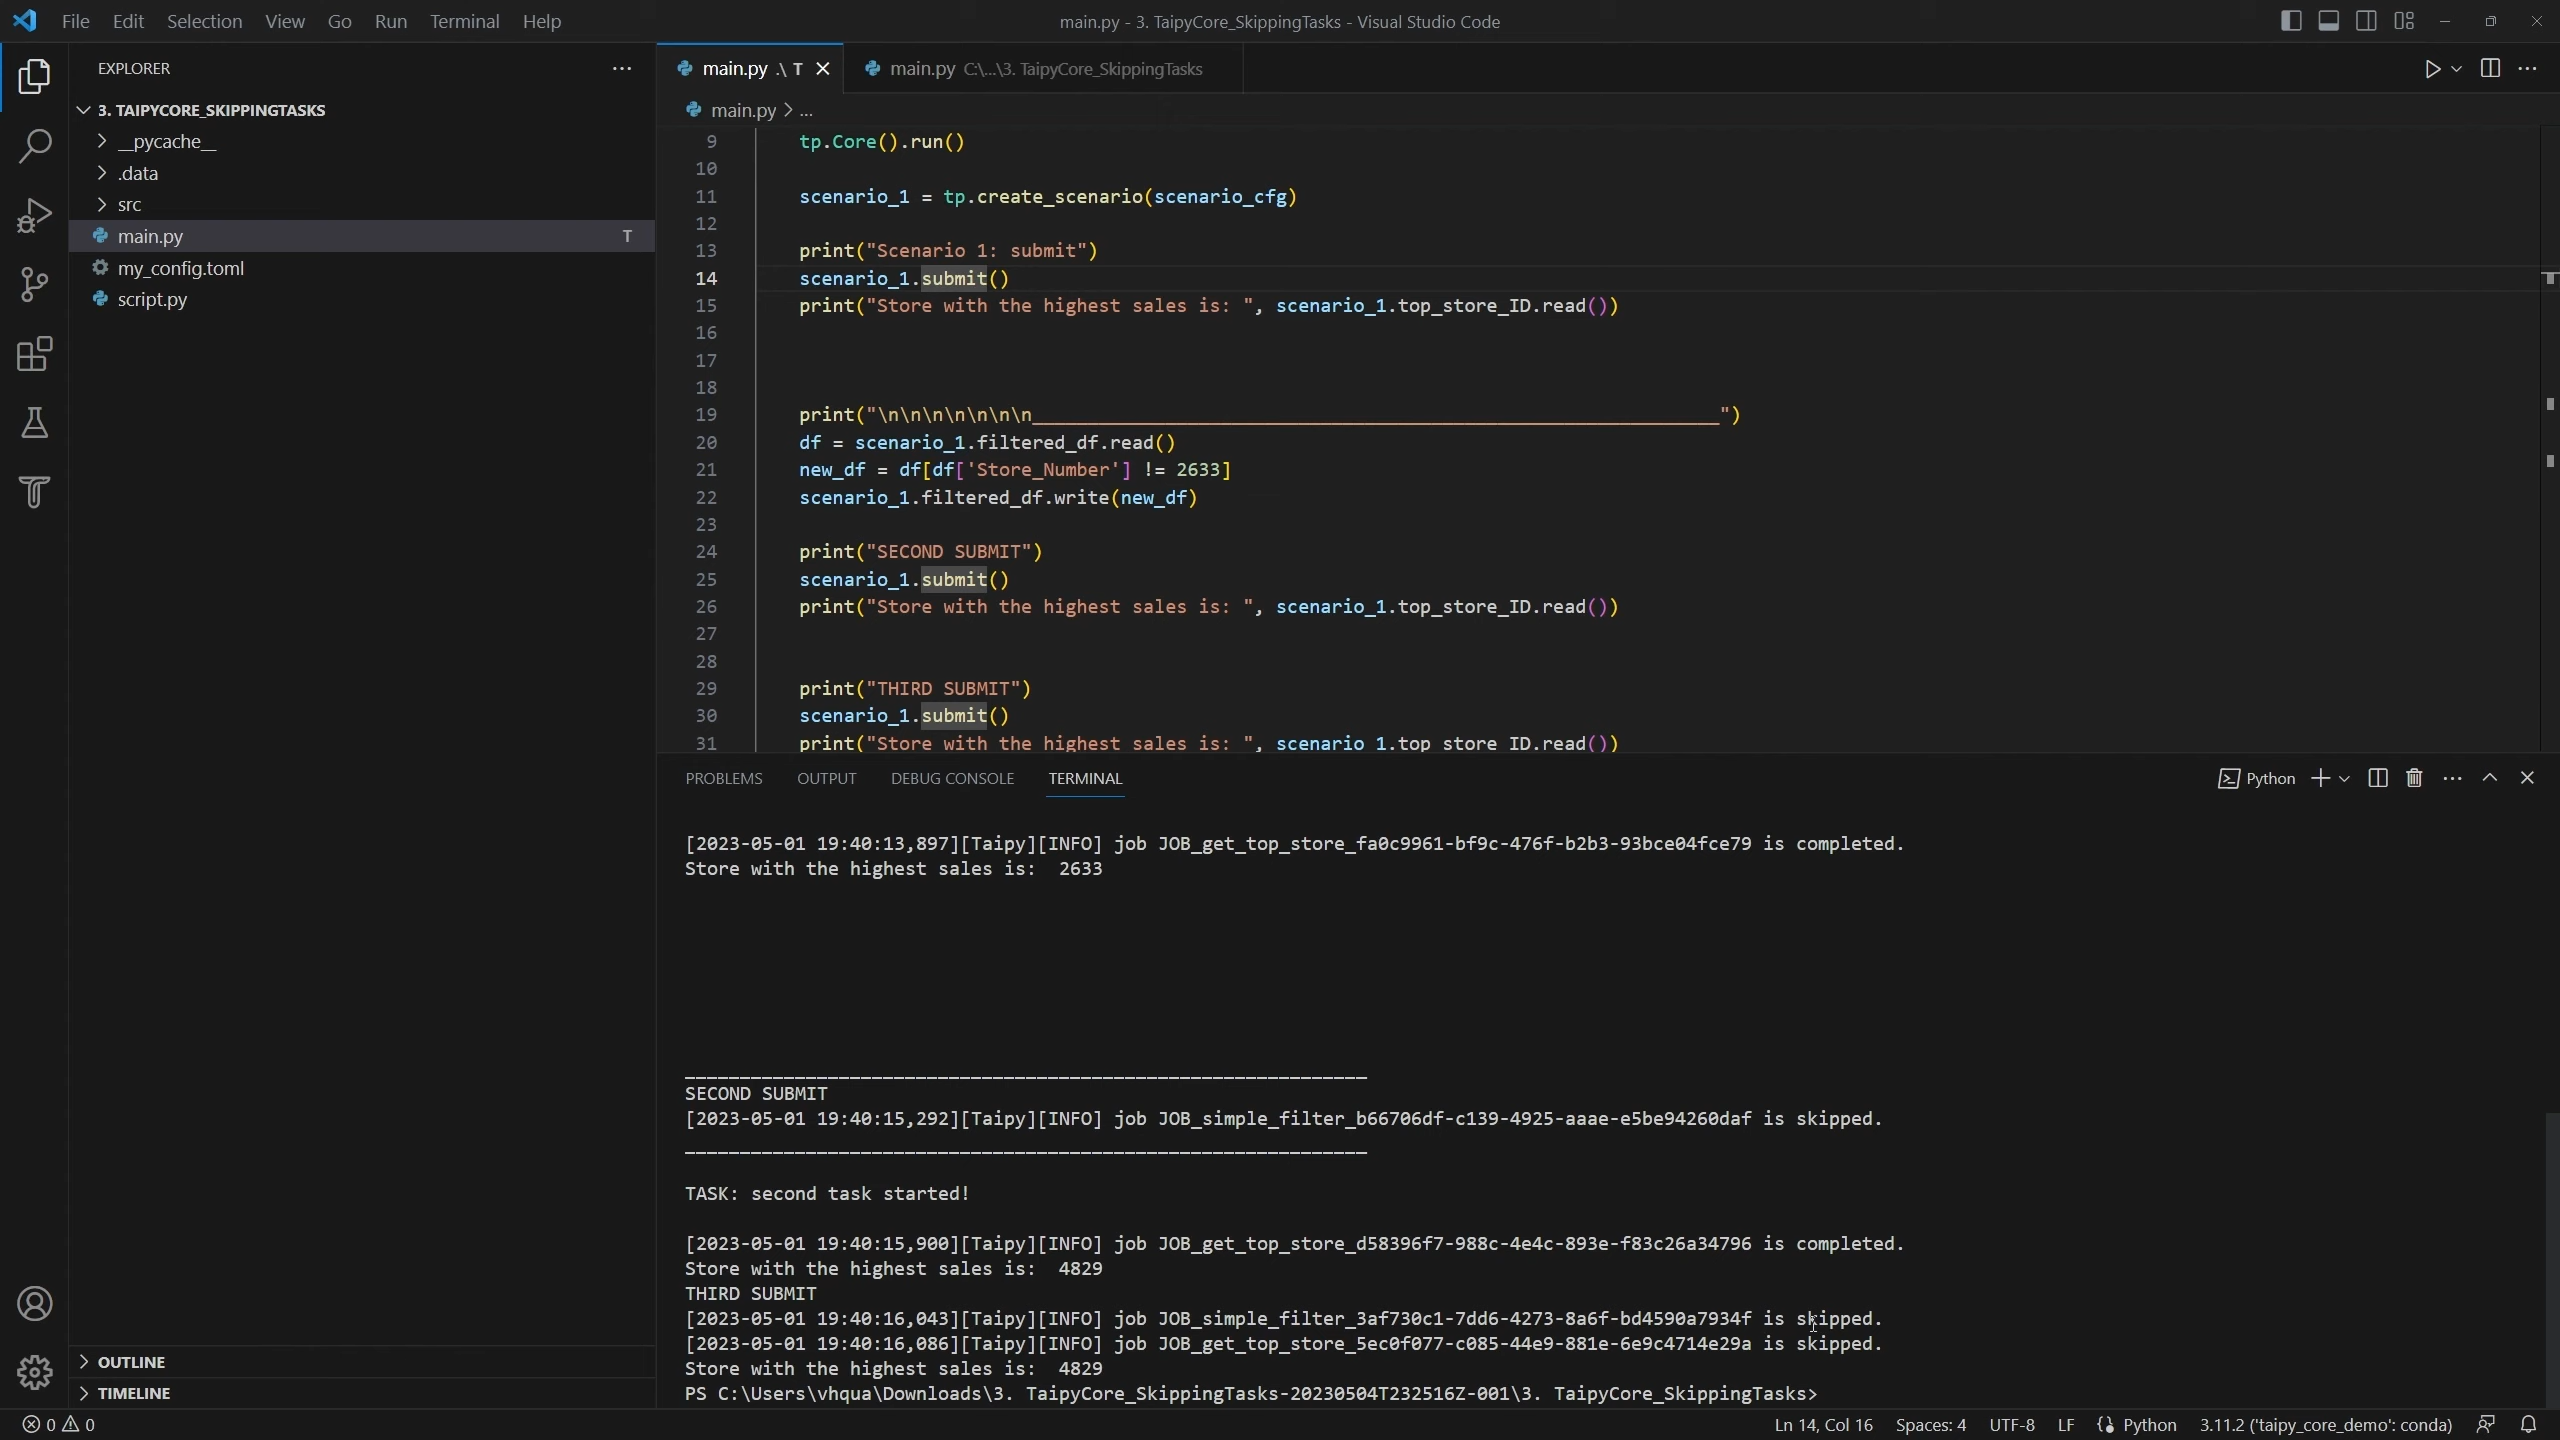 File Edit Selection View Go Run Terminal Help
main.py - 3. TaipyCore_SkippingTasks - Visual Studio Code
EXPLORER
3. TAIPYCORE_SKIPPINGTASKS
__pycache__
.data
src
main.py T
my_config.toml
script.py
OUTLINE
TIMELINE
main.py .\ T main.py C:\...\3. TaipyCore_SkippingTasks
main.py > ...
9 tp.Core().run()
10
11 scenario_1 = tp.create_scenario(scenario_cfg)
12
13 print("Scenario 1: submit")
14 scenario_1.submit()
15 print("Store with the highest sales is: ", scenario_1.top_store_ID.read())
16
17
18
19 print("\n\n\n\n\n\n\n______________________________________________________________")
20 df = scenario_1.filtered_df.read()
21 new_df = df[df['Store_Number'] != 2633]
22 scenario_1.filtered_df.write(new_df)
23
24 print("SECOND SUBMIT")
25 scenario_1.submit()
26 print("Store with the highest sales is: ", scenario_1.top_store_ID.read())
27
28
29 print("THIRD SUBMIT")
30 scenario_1.submit()
31 print("Store with the highest sales is: ", scenario_1.top_store_ID.read())
PROBLEMS OUTPUT DEBUG CONSOLE TERMINAL
Python
[2023-05-01 19:40:13,897][Taipy][INFO] job JOB_get_top_store_fa0c9961-bf9c-476f-b2b3-93bce04fce79 is completed.
Store with the highest sales is:  2633
______________________________________________________________
SECOND SUBMIT
[2023-05-01 19:40:15,292][Taipy][INFO] job JOB_simple_filter_b66706df-c139-4925-aaae-e5be94260daf is skipped.
______________________________________________________________
TASK: second task started!
[2023-05-01 19:40:15,900][Taipy][INFO] job JOB_get_top_store_d58396f7-988c-4e4c-893e-f83c26a34796 is completed.
Store with the highest sales is:  4829
THIRD SUBMIT
[2023-05-01 19:40:16,043][Taipy][INFO] job JOB_simple_filter_3af730c1-7dd6-4273-8a6f-bd4590a7934f is skipped.
[2023-05-01 19:40:16,086][Taipy][INFO] job JOB_get_top_store_5ec0f077-c085-44e9-881e-6e9c4714e29a is skipped.
Store with the highest sales is:  4829
PS C:\Users\vhqua\Downloads\3. TaipyCore_SkippingTasks-20230504T232516Z-001\3. TaipyCore_SkippingTasks>
0 0
Ln 14, Col 16 Spaces: 4 UTF-8 LF Python 3.11.2 ('taipy_core_demo': conda)